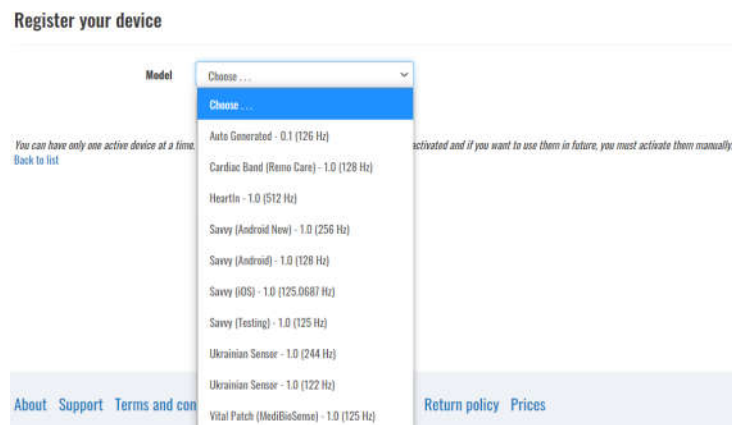 Register your device
Model
Choose . . .
Choose . . .
Auto Generated - 0.1 (126 Hz)
Cardiac Band (Remo Care) - 1.0 (128 Hz)
HeartIn - 1.0 (512 Hz)
Savvy (Android New) - 1.0 (256 Hz)
Savvy (Android) - 1.0 (128 Hz)
Savvy (iOS) - 1.0 (125.0687 Hz)
Savvy (Testing) - 1.0 (125 Hz)
Ukrainian Sensor - 1.0 (244 Hz)
Ukrainian Sensor - 1.0 (122 Hz)
Vital Patch (MediBioSense) - 1.0 (125 Hz)
You can have only one active device at a time. ctivated and if you want to use them in future, you must activate them manually.
Back to list
About Support Terms and con Return policy Prices